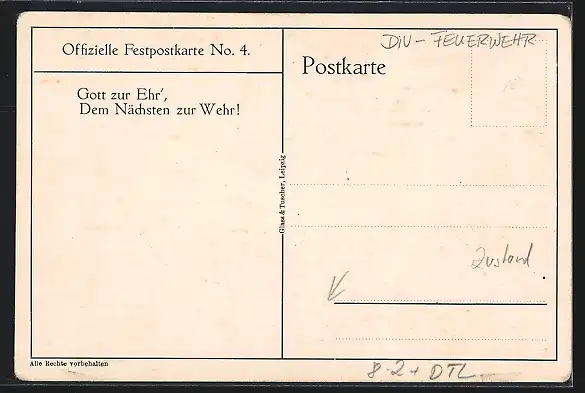 DIV - FEUERWEHR
Offizielle Festpostkarte No. 4.
Postkarte
Gott zur Ehr',
Dem Nächsten zur Wehr!
Glass & Tuscher, Leipzig
Zustand
Alle Rechte vorbehalten
8-2+ DTL